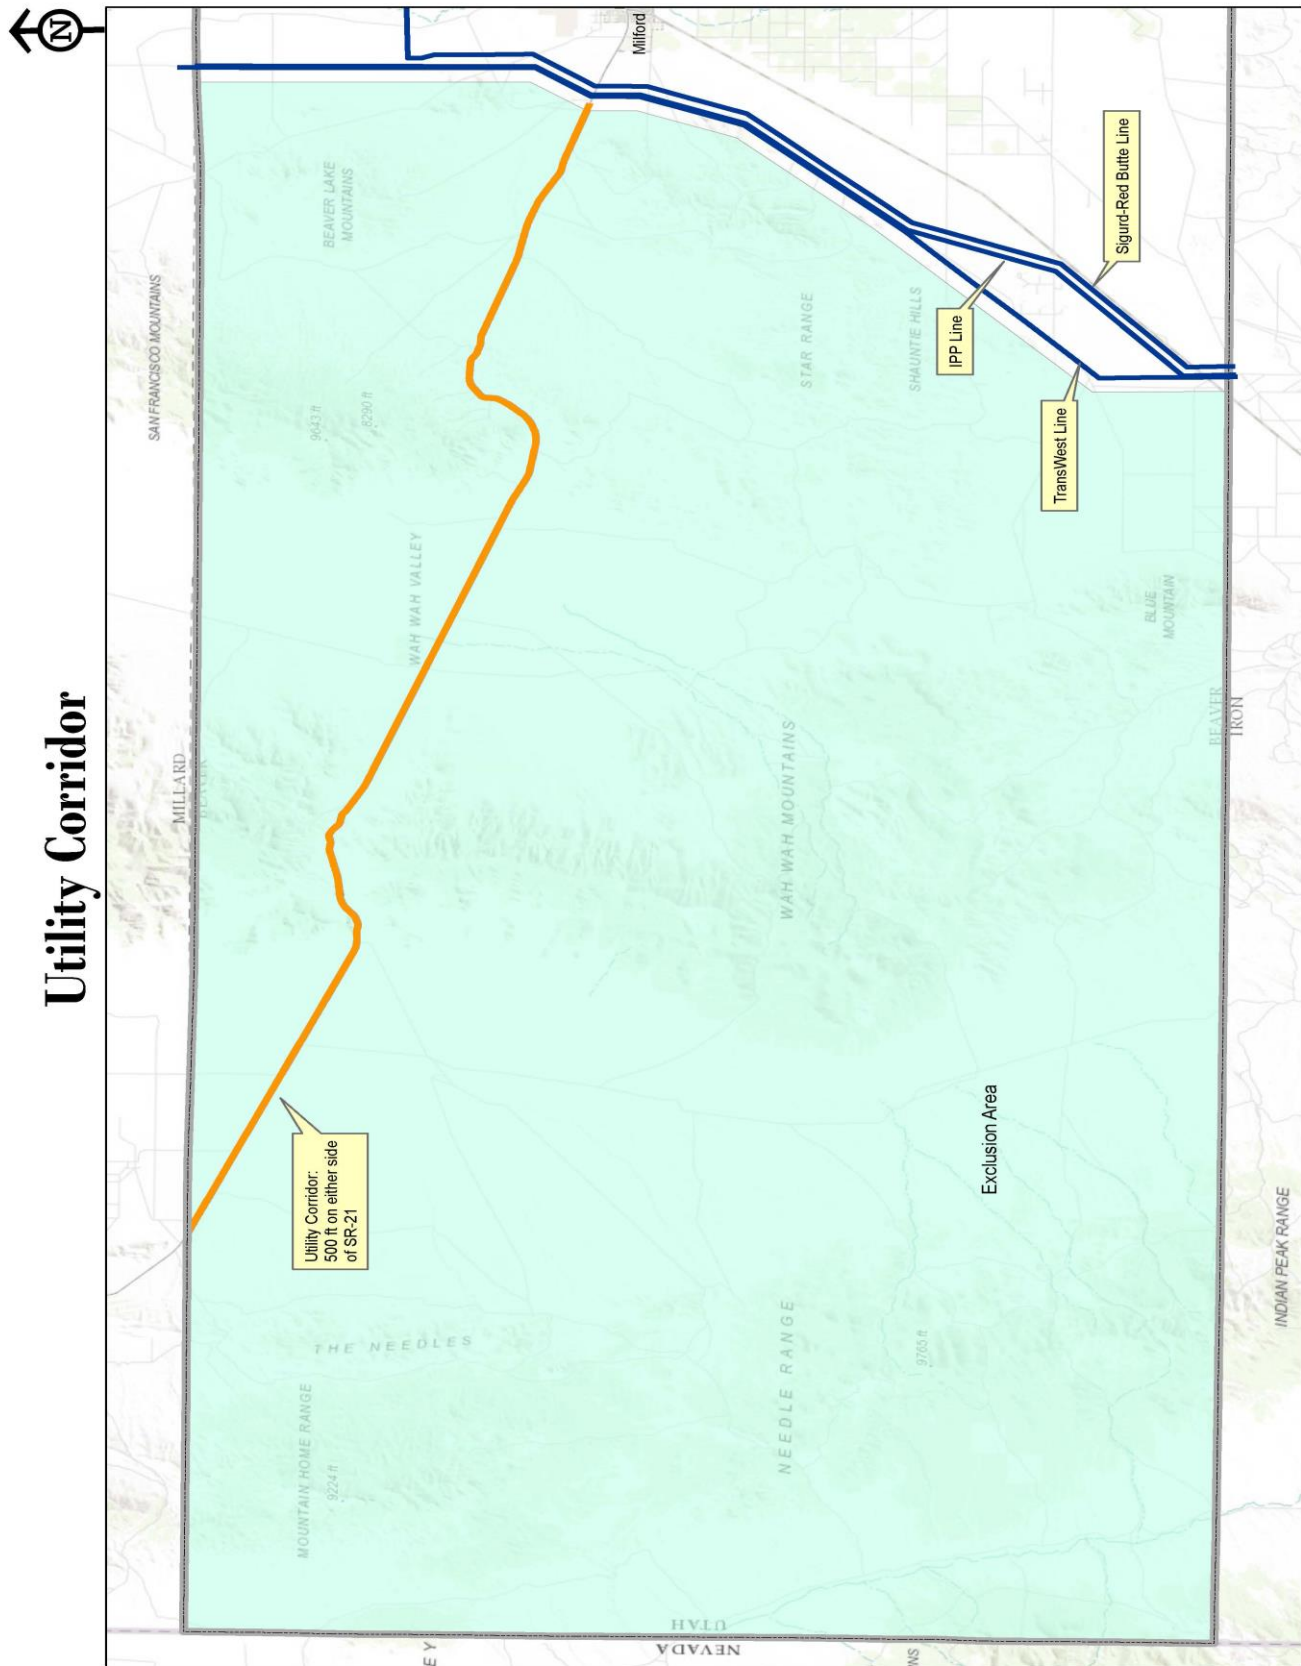 Utility Corridor
N
SAN FRANCISCO MOUNTAINS
MILLARD
BEAVER
Milford
BEAVER LAKE
MOUNTAINS
9643 ft
8290 ft
WAH WAH VALLEY
Utility Corridor:
500 ft on either side
of SR-21
THE NEEDLES
MOUNTAIN HOME RANGE
9224 ft
STAR RANGE
SHAUNTIE HILLS
IPP Line
Sigurd-Red Butte Line
TransWest Line
WAH WAH MOUNTAINS
BLUE
MOUNTAIN
Exclusion Area
NEEDLE RANGE
9765 ft
UTAH
NEVADA
BEAVER
IRON
INDIAN PEAK RANGE
E Y
NS